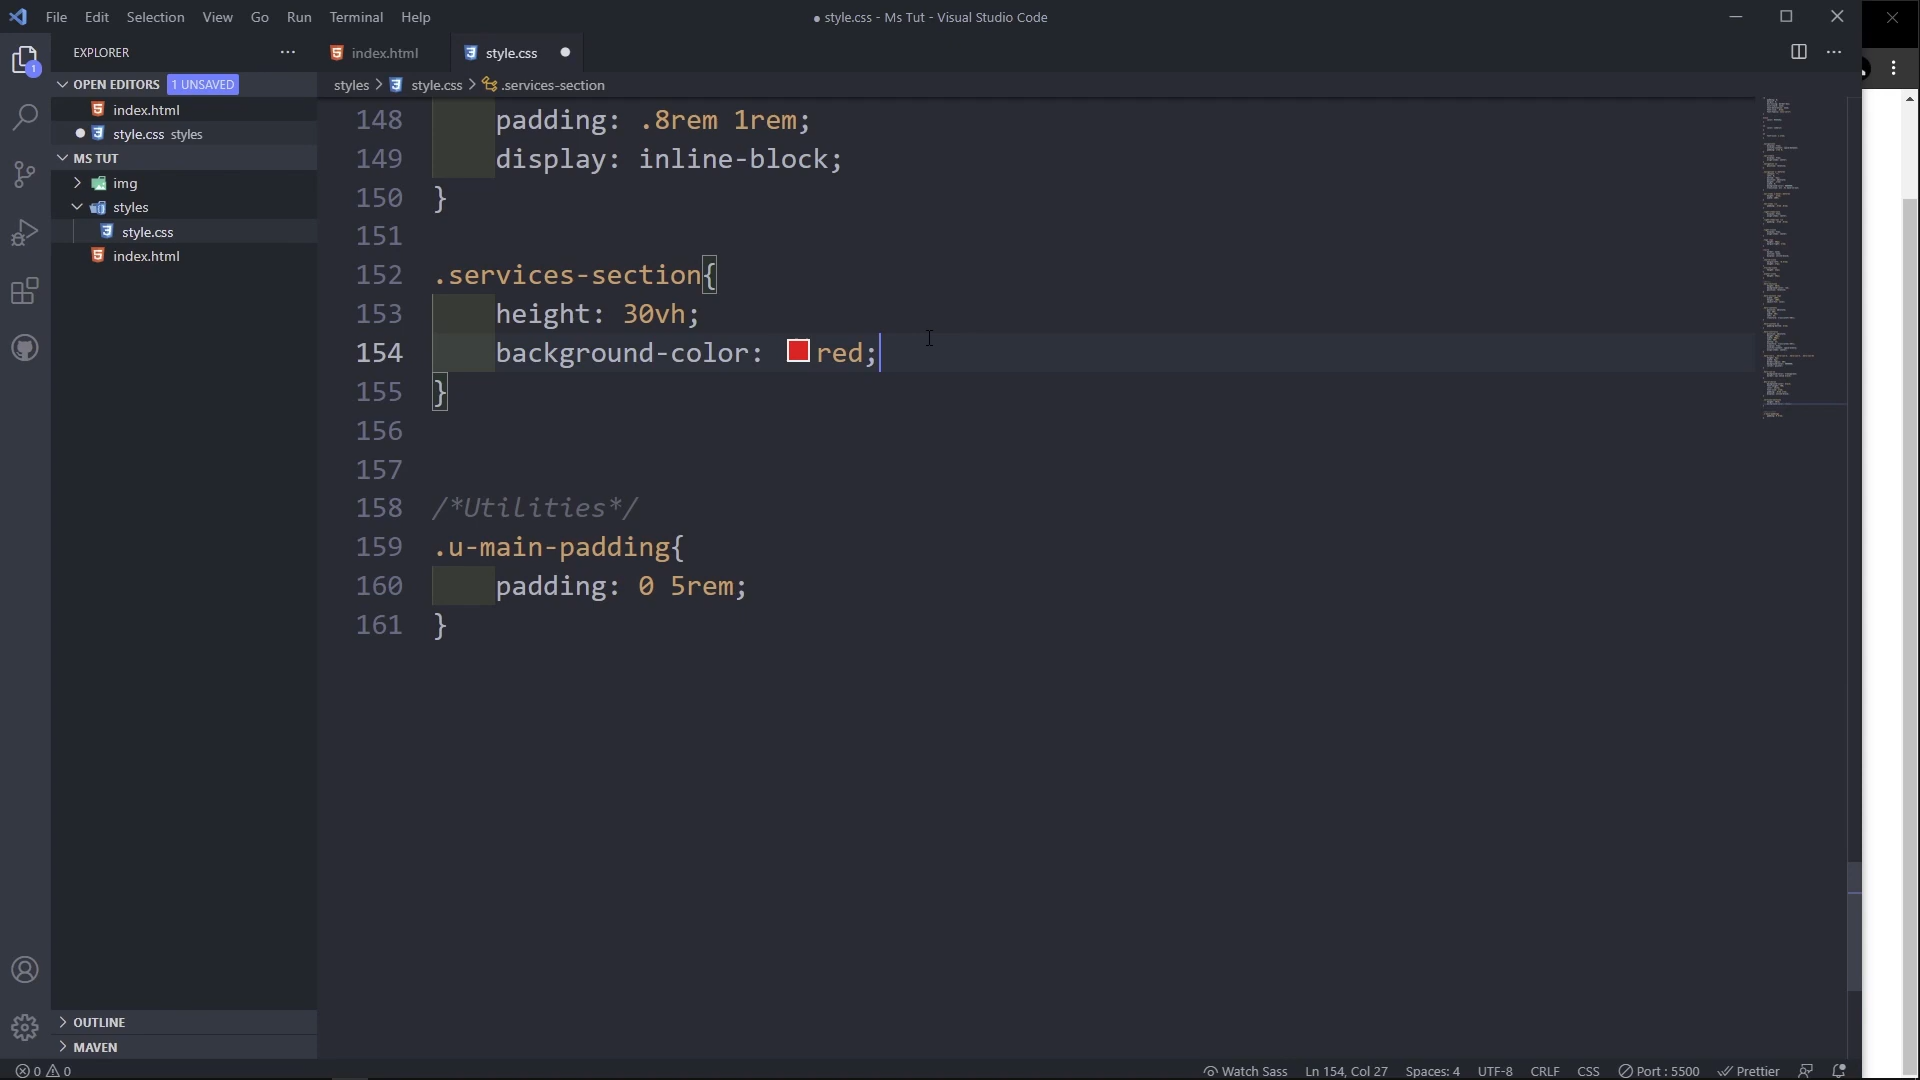 File Edit Selection View Go Run Terminal Help
● style.css - Ms Tut - Visual Studio Code
EXPLORER
OPEN EDITORS 1 UNSAVED
index.html
style.css styles
MS TUT
img
styles
style.css
index.html
OUTLINE
MAVEN
1
index.html style.css
styles > style.css > .services-section
148 padding: .8rem 1rem;
149 display: inline-block;
150 }
151
152 .services-section{
153 height: 30vh;
154 background-color: red;
155 }
156
157
158 /*Utilities*/
159 .u-main-padding{
160 padding: 0 5rem;
161 }
0 0 Watch Sass Ln 154, Col 27 Spaces: 4 UTF-8 CRLF CSS Port : 5500 Prettier